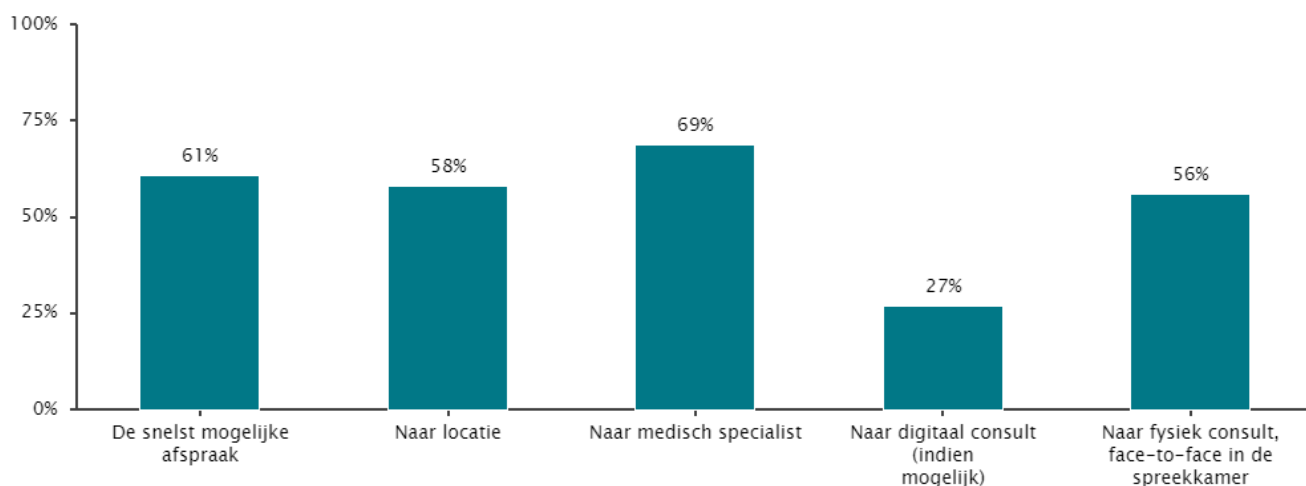 100%
75%
50%
25%
0%
61%
58%
69%
27%
56%
De snelst mogelijke
afspraak
Naar locatie
Naar medisch specialist
Naar digitaal consult
(indien
mogelijk)
Naar fysiek consult,
face-to-face in de
spreekkamer